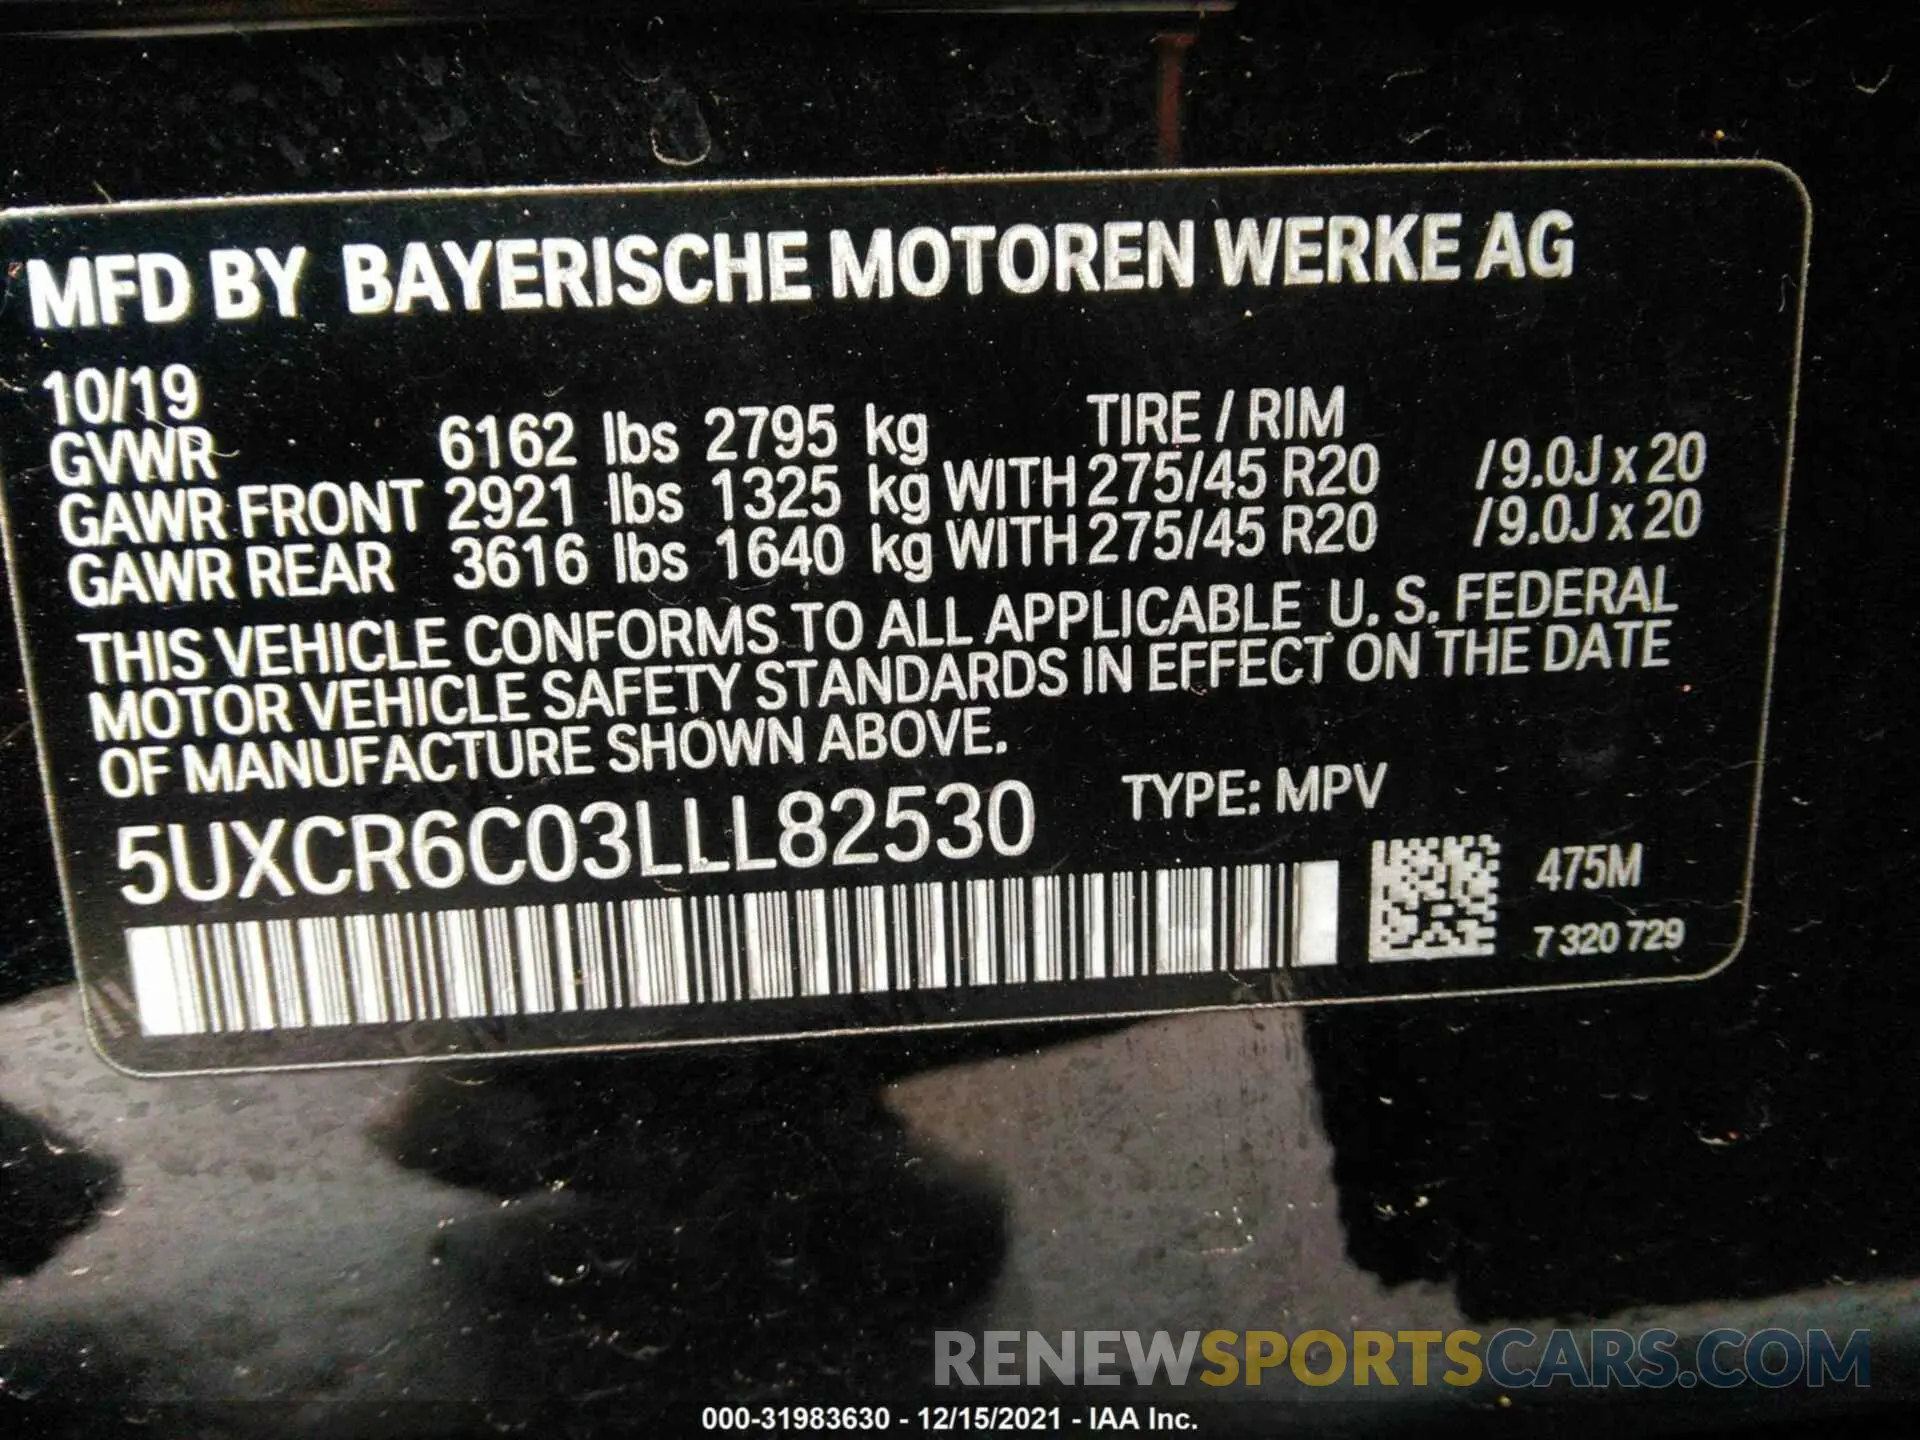 MFD BY BAYERISCHE MOTOREN WERKE AG
10/19
TIRE / RIM
GVWR 6162 lbs 2795 kg
GAWR FRONT 2921 lbs 1325 kg WITH 275/45 R20 /9.0J x 20
GAWR REAR 3616 lbs 1640 kg WITH 275/45 R20 /9.0J x 20
THIS VEHICLE CONFORMS TO ALL APPLICABLE U. S. FEDERAL
MOTOR VEHICLE SAFETY STANDARDS IN EFFECT ON THE DATE
OF MANUFACTURE SHOWN ABOVE.
5UXCR6C03LLL82530 TYPE: MPV
475M
7 320 729
RENEWSPORTSCARS.COM
000-31983630 - 12/15/2021 - IAA Inc.